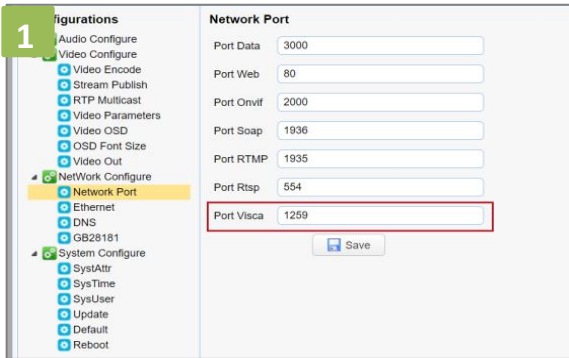 1
figurations
Audio Configure
Video Configure
Video Encode
Stream Publish
RTP Multicast
Video Parameters
Video OSD
OSD Font Size
Video Out
NetWork Configure
Network Port
Ethernet
DNS
GB28181
System Configure
SystAttr
SysTime
SysUser
Update
Default
Reboot
Network Port
Port Data 3000
Port Web 80
Port Onvif 2000
Port Soap 1936
Port RTMP 1935
Port Rtsp 554
Port Visca 1259
Save